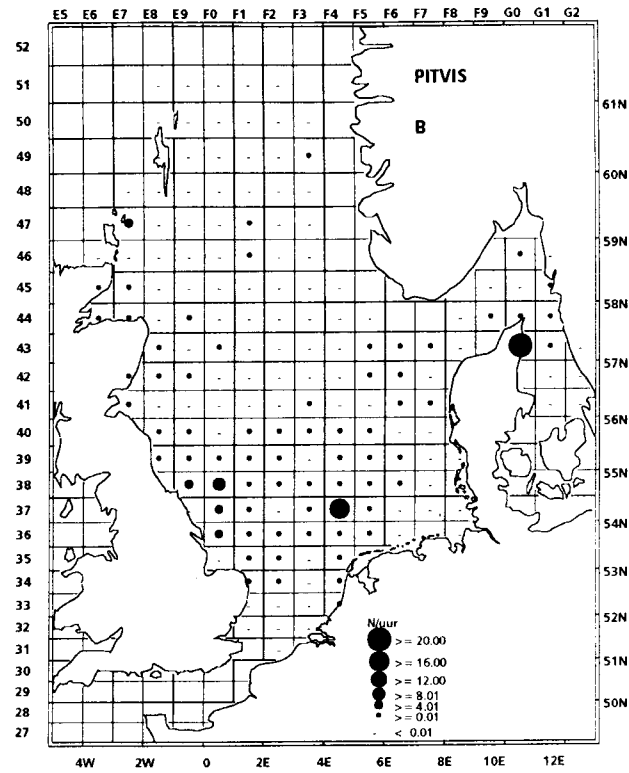 E5 E6 E7 E8 E9 F0 F1 F2 F3 F4 F5 F6 F7 F8 F9 G0 G1 G2
52
51
50
49
48
47
46
45
44
43
42
41
40
39
38
37
36
35
34
33
32
31
30
29
28
27
PITVIS
B
61N
60N
59N
58N
57N
56N
55N
54N
53N
52N
51N
50N
N/uur
>= 20.00
>= 16.00
>= 12.00
>= 8.01
>= 4.01
>= 0.01
< 0.01
4W 2W 0 2E 4E 6E 8E 10E 12E